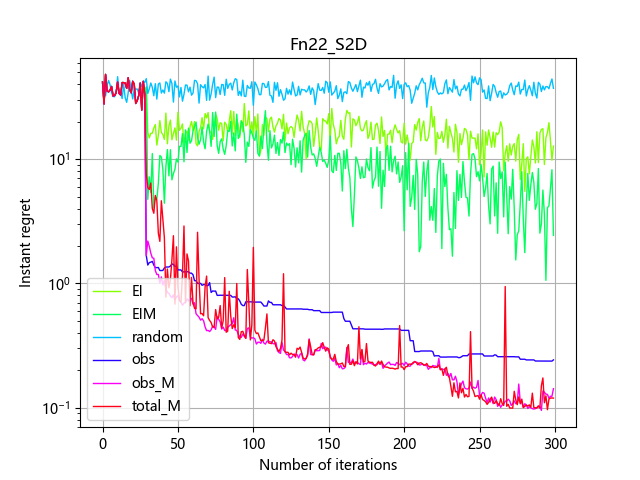 Fn22_S2D
Instant regret
10¹
10⁰
10⁻¹
EI
EIM
random
obs
obs_M
total_M
0 50 100 150 200 250 300
Number of iterations